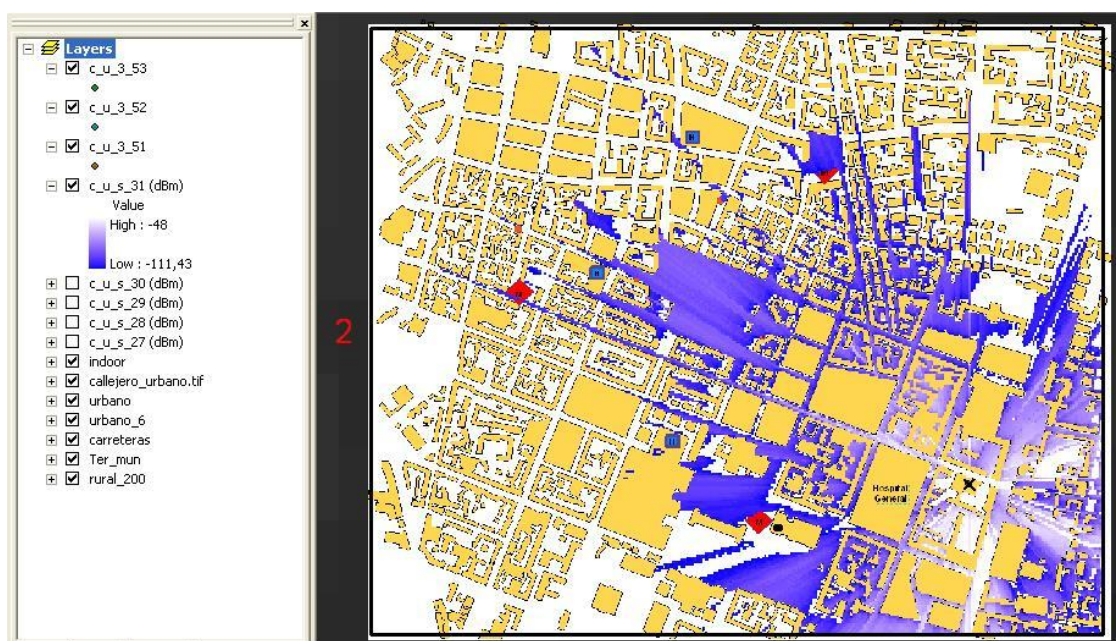 Layers
c_u_3_53
c_u_3_52
c_u_3_51
c_u_s_31 (dBm)
Value
High : -48
Low : -111,43
c_u_s_30 (dBm)
c_u_s_29 (dBm)
c_u_s_28 (dBm)
c_u_s_27 (dBm)
indoor
callejero_urbano.tif
urbano
urbano_6
carreteras
Ter_mun
rural_200
2
Hospital
General